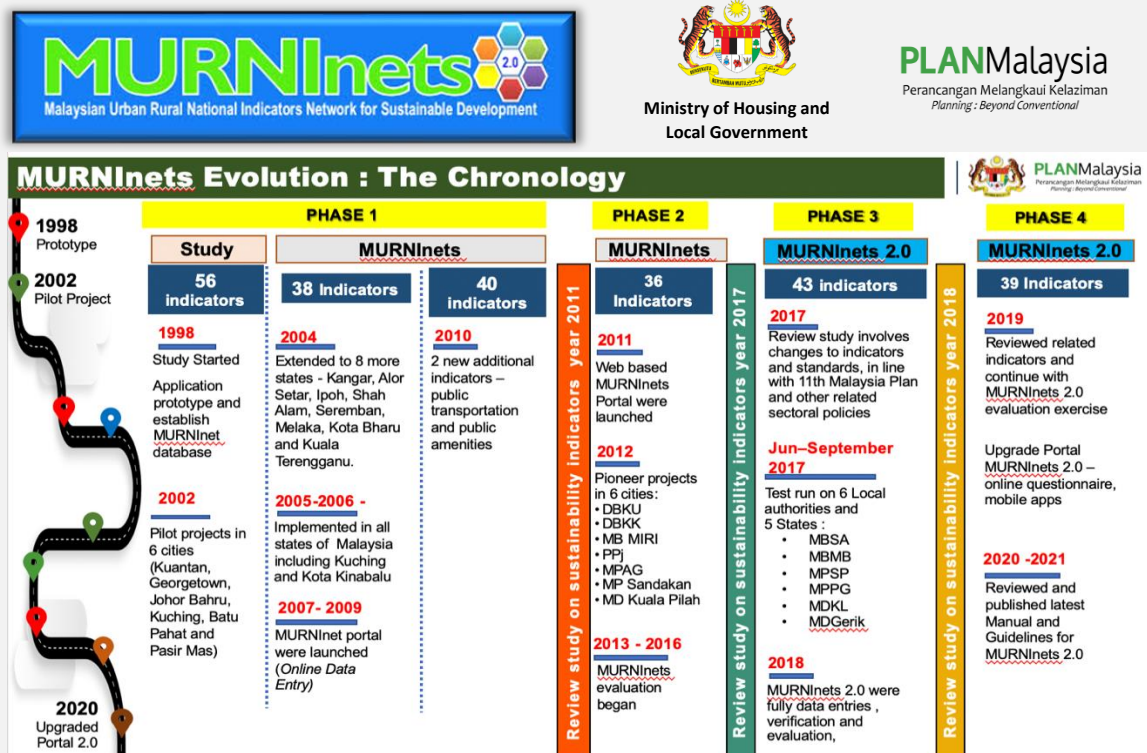 MURNInets
2.0
Malaysian Urban Rural National Indicators Network for Sustainable Development
Ministry of Housing and
Local Government
PLANMalaysia
Perancangan Melangkaui Kelaziman
Planning : Beyond Conventional
MURNInets Evolution : The Chronology
PLANMalaysia
Perancangan Melangkaui Kelaziman
Planning : Beyond Conventional
1998
Prototype
2002
Pilot Project
2020
Upgraded
Portal 2.0
PHASE 1
Study
56
indicators
1998
Study Started
Application
prototype and
establish
MURNInet
database
2002
Pilot projects in
6 cities
(Kuantan,
Georgetown,
Johor Bahru,
Kuching, Batu
Pahat and
Pasir Mas)
MURNInets
38 Indicators
2004
Extended to 8 more
states - Kangar, Alor
Setar, Ipoh, Shah
Alam, Seremban,
Melaka, Kota Bharu
and Kuala
Terengganu.
2005-2006 -
Implemented in all
states of Malaysia
including Kuching
and Kota Kinabalu
2007- 2009
MURNInet portal
were launched
(Online Data
Entry)
40
indicators
2010
2 new additional
indicators –
public
transportation
and public
amenities
Review study on sustainability indicators year 2011
PHASE 2
MURNInets
36
Indicators
2011
Web based
MURNInets
Portal were
launched
2012
Pioneer projects
in 6 cities:
• DBKU
• DBKK
• MB MIRI
• PPj
• MPAG
• MP Sandakan
• MD Kuala Pilah
2013 - 2016
MURNInets
evaluation
began
Review study on sustainability indicators year 2017
PHASE 3
MURNInets 2.0
43 indicators
2017
Review study involves
changes to indicators
and standards, in line
with 11th Malaysia Plan
and other related
sectoral policies
Jun–September
2017
Test run on 6 Local
authorities and
5 States :
• MBSA
• MBMB
• MPSP
• MPPG
• MDKL
• MDGerik
2018
MURNInets 2.0 were
fully data entries ,
verification and
evaluation,
Review study on sustainability indicators year 2018
PHASE 4
MURNInets 2.0
39 Indicators
2019
Reviewed related
indicators and
continue with
MURNInets 2.0
evaluation exercise
Upgrade Portal
MURNInets 2.0 –
online questionnaire,
mobile apps
2020 -2021
Reviewed and
published latest
Manual and
Guidelines for
MURNInets 2.0